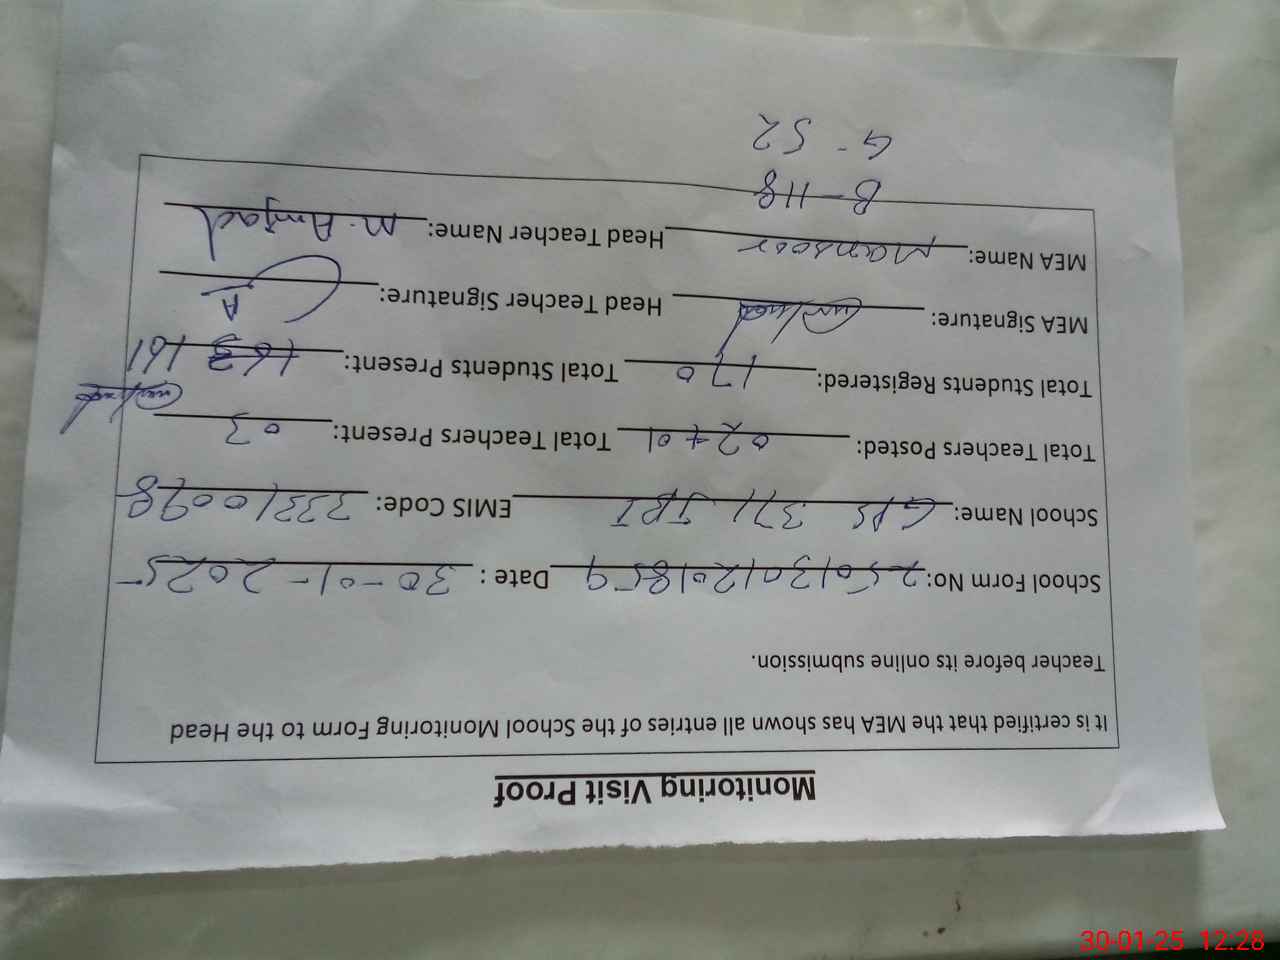 Monitoring Visit Proof
It is certified that the MEA has shown all entries of the School Monitoring Form to the Head
Teacher before its online submission.
School Form No: 2501301201859 Date : 30-01-2025
School Name: GPS 371 JBI EMIS Code: 33310098
Total Teachers Posted: 02+01 Total Teachers Present: 03
Total Students Registered: 170 Total Students Present: 163 161
MEA Signature: Head Teacher Signature:
MEA Name: Mansoor Head Teacher Name: M. Amjad
B- 118
G- 52
30-01-25 12:28